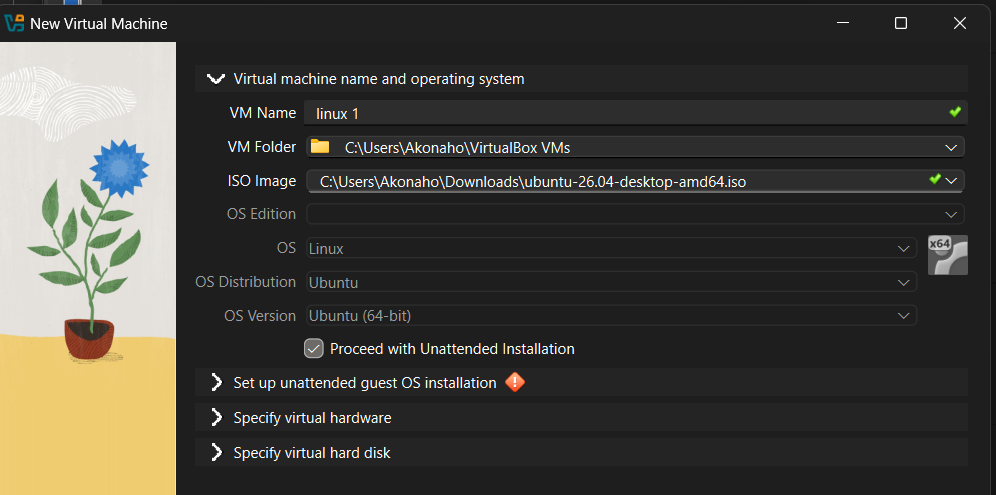 New Virtual Machine
Virtual machine name and operating system
VM Name linux 1
VM Folder C:\Users\Akonaho\VirtualBox VMs
ISO Image C:\Users\Akonaho\Downloads\ubuntu-26.04-desktop-amd64.iso
OS Edition
OS Linux
x64
OS Distribution Ubuntu
OS Version Ubuntu (64-bit)
Proceed with Unattended Installation
Set up unattended guest OS installation
Specify virtual hardware
Specify virtual hard disk